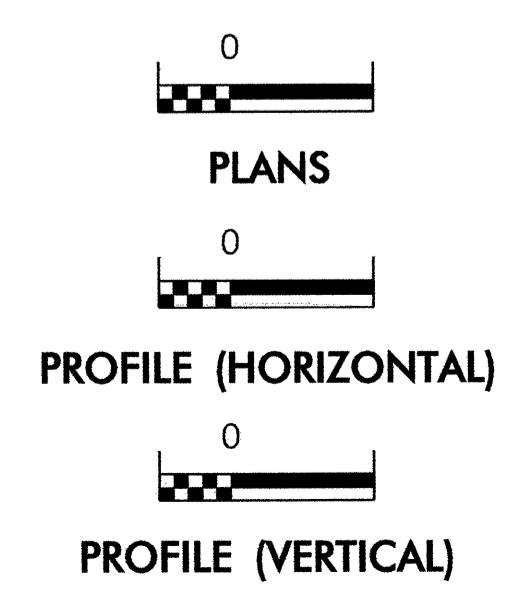 0
PLANS
0
PROFILE (HORIZONTAL)
0
PROFILE (VERTICAL)